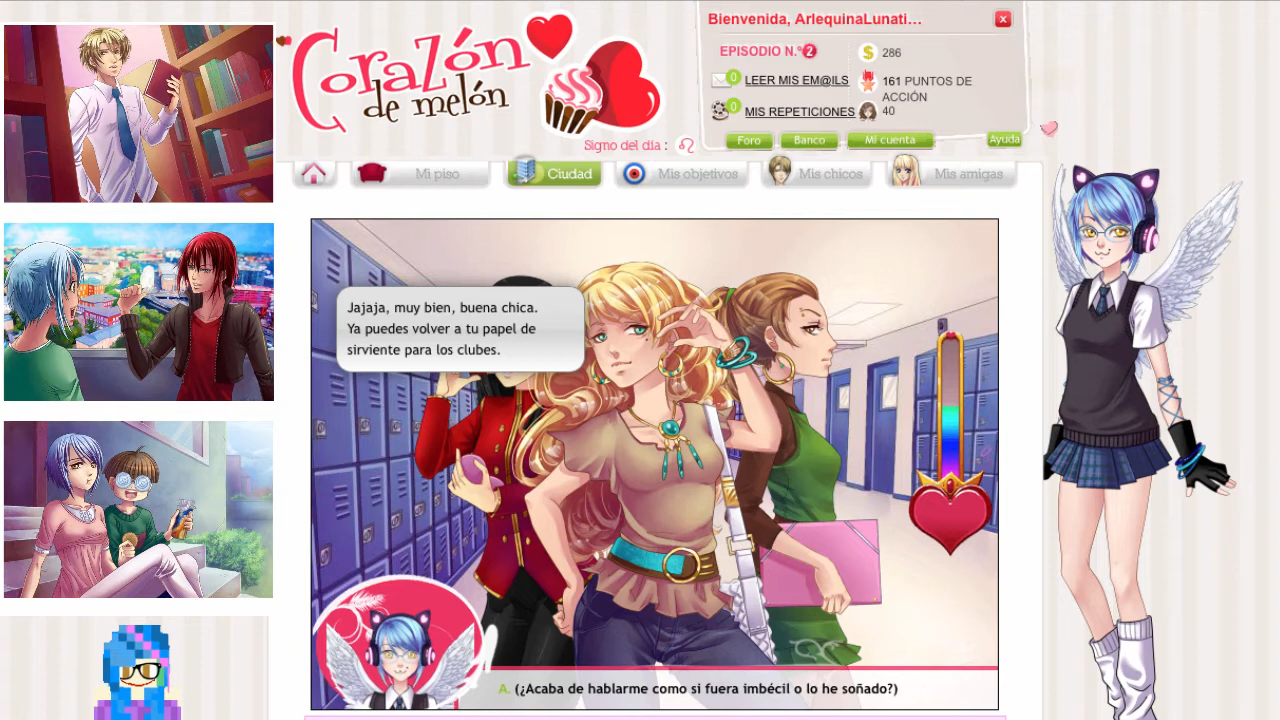 Corazón
de melón
Signo del día :
Bienvenida, ArlequinaLunati...
x
EPISODIO N.° 2
286
0 LEER MIS EM@ILS
161 PUNTOS DE
ACCIÓN
0 MIS REPETICIONES
40
Foro
Banco
Mi cuenta
Ayuda
Mi piso
Ciudad
Mis objetivos
Mis chicos
Mis amigas
Jajaja, muy bien, buena chica.
Ya puedes volver a tu papel de
sirviente para los clubes.
A. (¿Acaba de hablarme como si fuera imbécil o lo he soñado?)